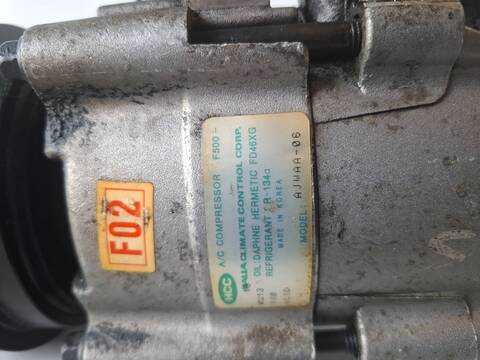 A/C COMPRESSOR F500-
HCC
HALLA CLIMATE CONTROL CORP.
OIL:DAPHNE HERMETIC FD46XG
REFRIGERANT: R-134a
MADE IN KOREA
MODEL: AJWAA-06
F02